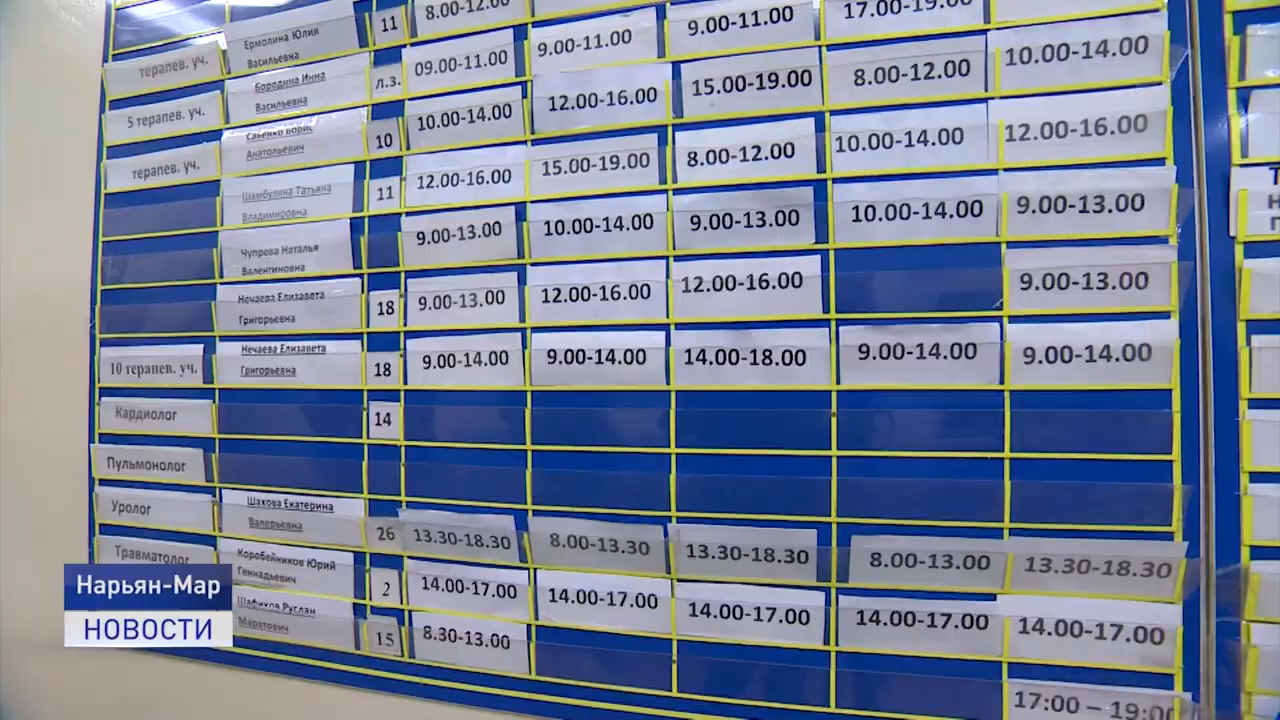 11 8.00-12.00 9.00-11.00 17.00-19.00
Ермолина Юлия
Васильевна
терапев. уч. 09.00-11.00 9.00-11.00 15.00-19.00 8.00-12.00 10.00-14.00
Бородина Инна
Васильевна
л.з.
5 терапев. уч. 10.00-14.00 12.00-16.00 8.00-12.00 10.00-14.00 12.00-16.00
Савенко Борис
Анатольевич
10
терапев. уч. 12.00-16.00 15.00-19.00 9.00-13.00 10.00-14.00 9.00-13.00
Шамбулина Татьяна
Владимировна
11
9.00-13.00 10.00-14.00 12.00-16.00 9.00-13.00
Чупрова Наталья
Валентиновна
Нечаева Елизавета
Григорьевна
18 9.00-13.00 12.00-16.00
Нечаева Елизавета
Григорьевна
10 терапев. уч. 18 9.00-14.00 9.00-14.00 14.00-18.00 9.00-14.00 9.00-14.00
Кардиолог 14
Пульмонолог
Уролог
Шахова Екатерина
Валерьевна
26 13.30-18.30 8.00-13.30 13.30-18.30 8.00-13.00 13.30-18.30
Травматолог
Коробейников Юрий
Геннадьевич
2 14.00-17.00 14.00-17.00 14.00-17.00 14.00-17.00 14.00-17.00
Шафиков Руслан
Маратович
15 8.30-13.00
17:00 – 19:00
Нарьян-Мар
НОВОСТИ